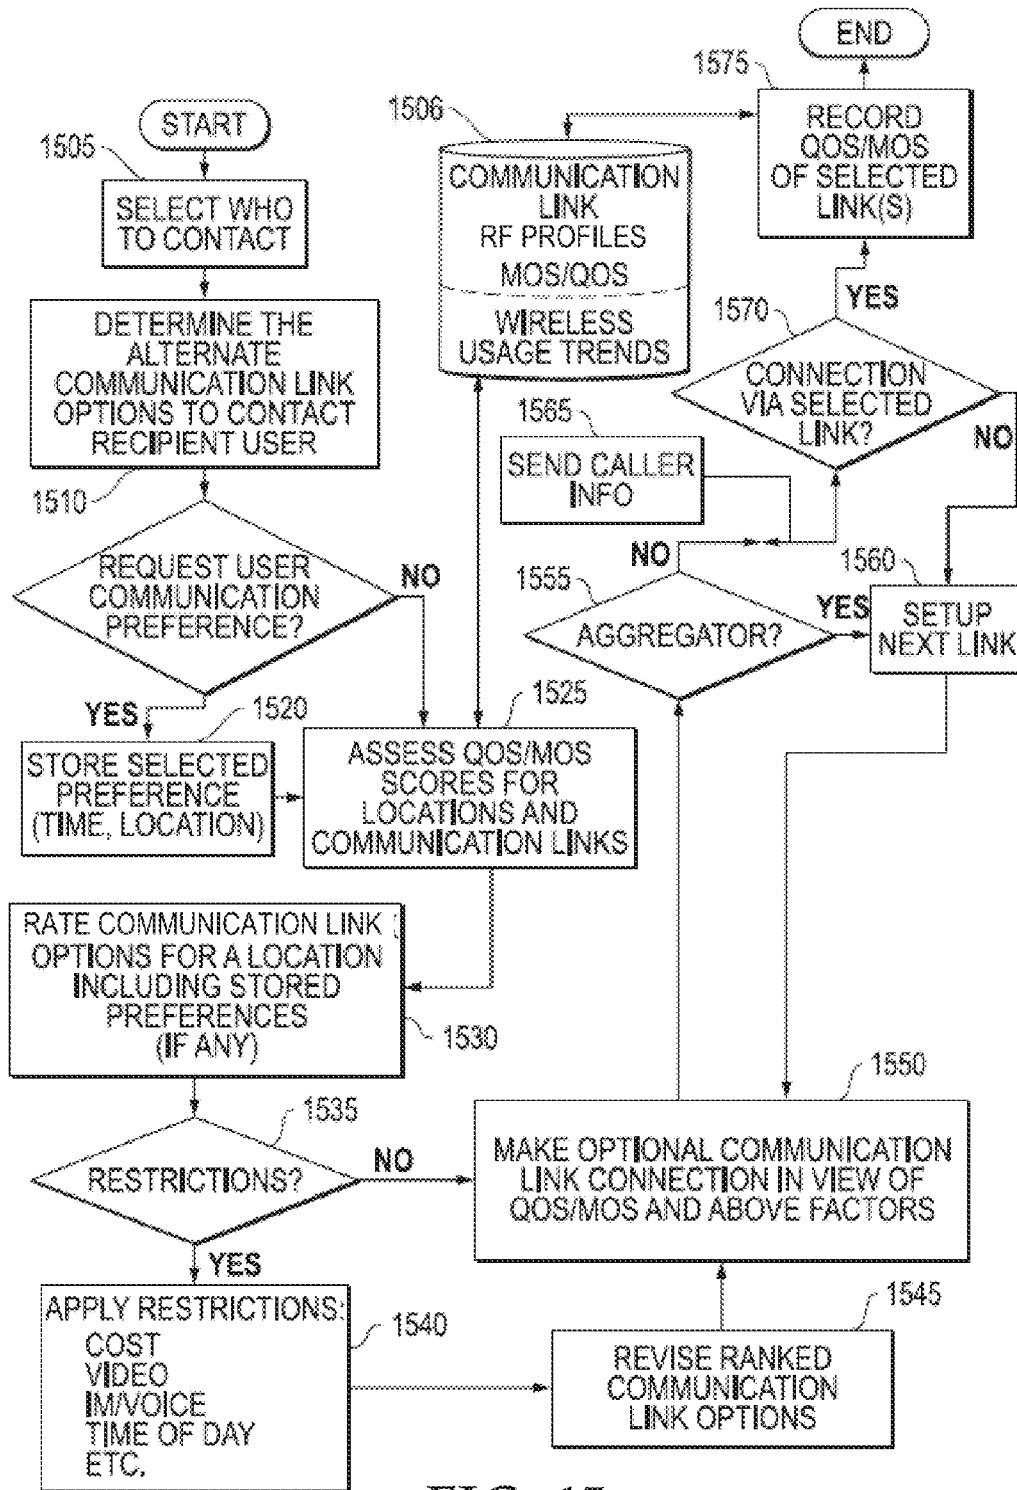 START
1505
SELECT WHO
TO CONTACT
DETERMINE THE
ALTERNATE
COMMUNICATION LINK
OPTIONS TO CONTACT
RECIPIENT USER
1510
REQUEST USER
COMMUNICATION
PREFERENCE?
NO
YES
1520
STORE SELECTED
PREFERENCE
(TIME, LOCATION)
1525
ASSESS QOS/MOS
SCORES FOR
LOCATIONS AND
COMMUNICATION LINKS
1506
COMMUNICATION
LINK
RF PROFILES
MOS/QOS
WIRELESS
USAGE TRENDS
RATE COMMUNICATION LINK
OPTIONS FOR A LOCATION
INCLUDING STORED
PREFERENCES
(IF ANY)
1530
1535
RESTRICTIONS?
NO
YES
APPLY RESTRICTIONS:
COST
VIDEO
IM/VOICE
TIME OF DAY
ETC.
1540
1545
REVISE RANKED
COMMUNICATION
LINK OPTIONS
1550
MAKE OPTIONAL COMMUNICATION
LINK CONNECTION IN VIEW OF
QOS/MOS AND ABOVE FACTORS
1555
AGGREGATOR?
NO
YES
1560
SETUP
NEXT LINK
1565
SEND CALLER
INFO
1570
CONNECTION
VIA SELECTED
LINK?
NO
YES
1575
RECORD
QOS/MOS
OF SELECTED
LINK(S)
END